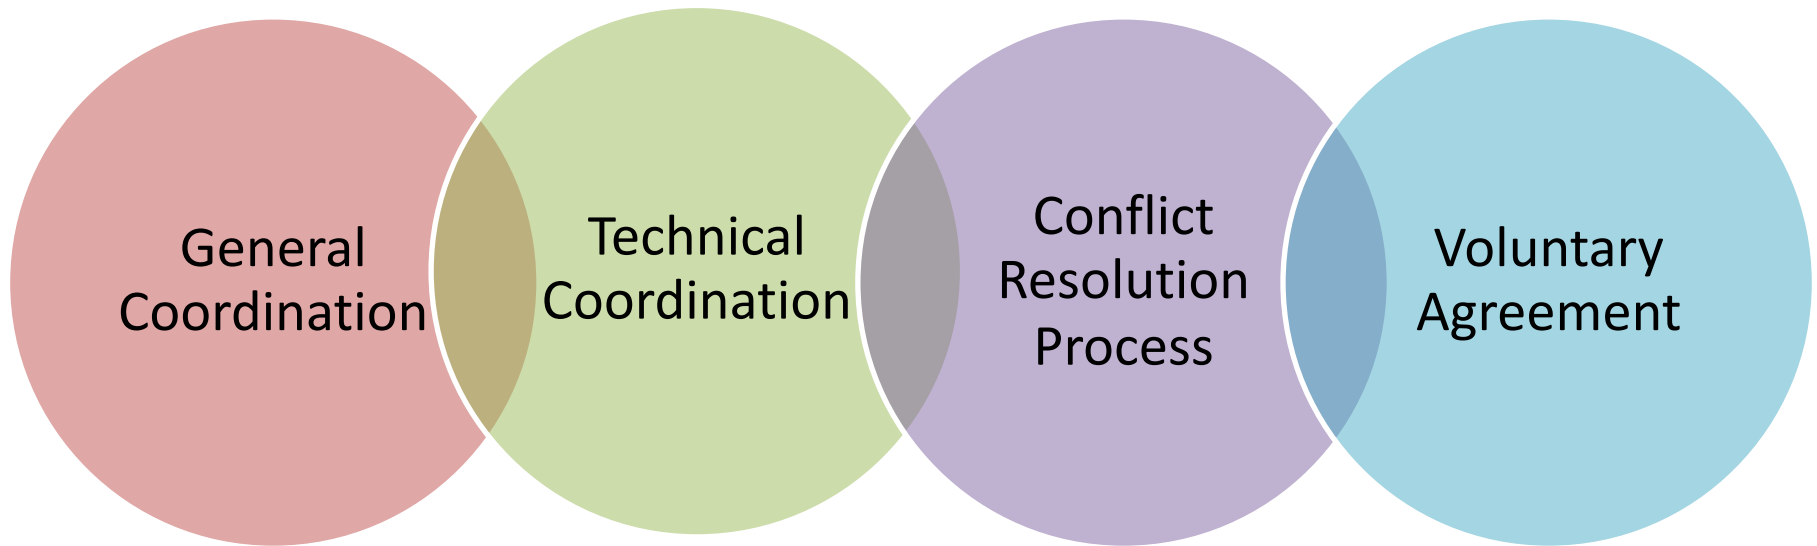 General
Coordination
Technical
Coordination
Conflict
Resolution
Process
Voluntary
Agreement